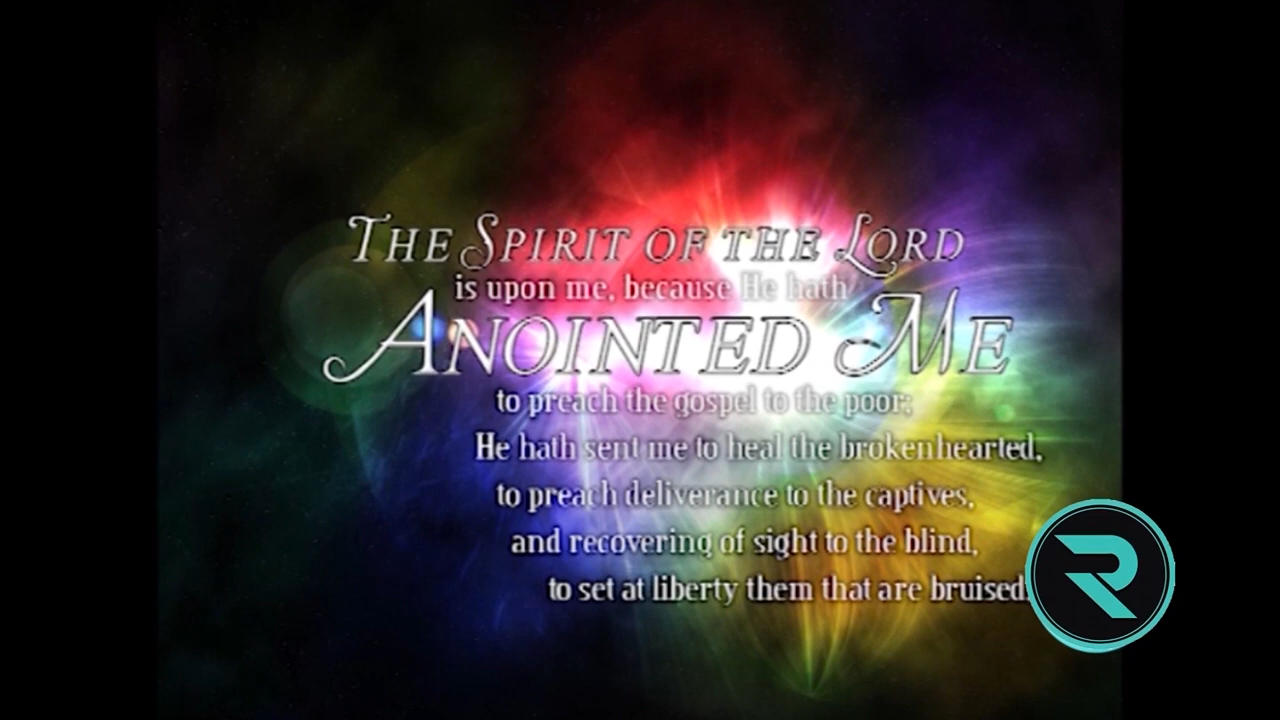 The Spirit of the Lord
is upon me, because He hath
Anointed Me
to preach the gospel to the poor;
He hath sent me to heal the brokenhearted,
to preach deliverance to the captives,
and recovering of sight to the blind,
to set at liberty them that are bruised.
R